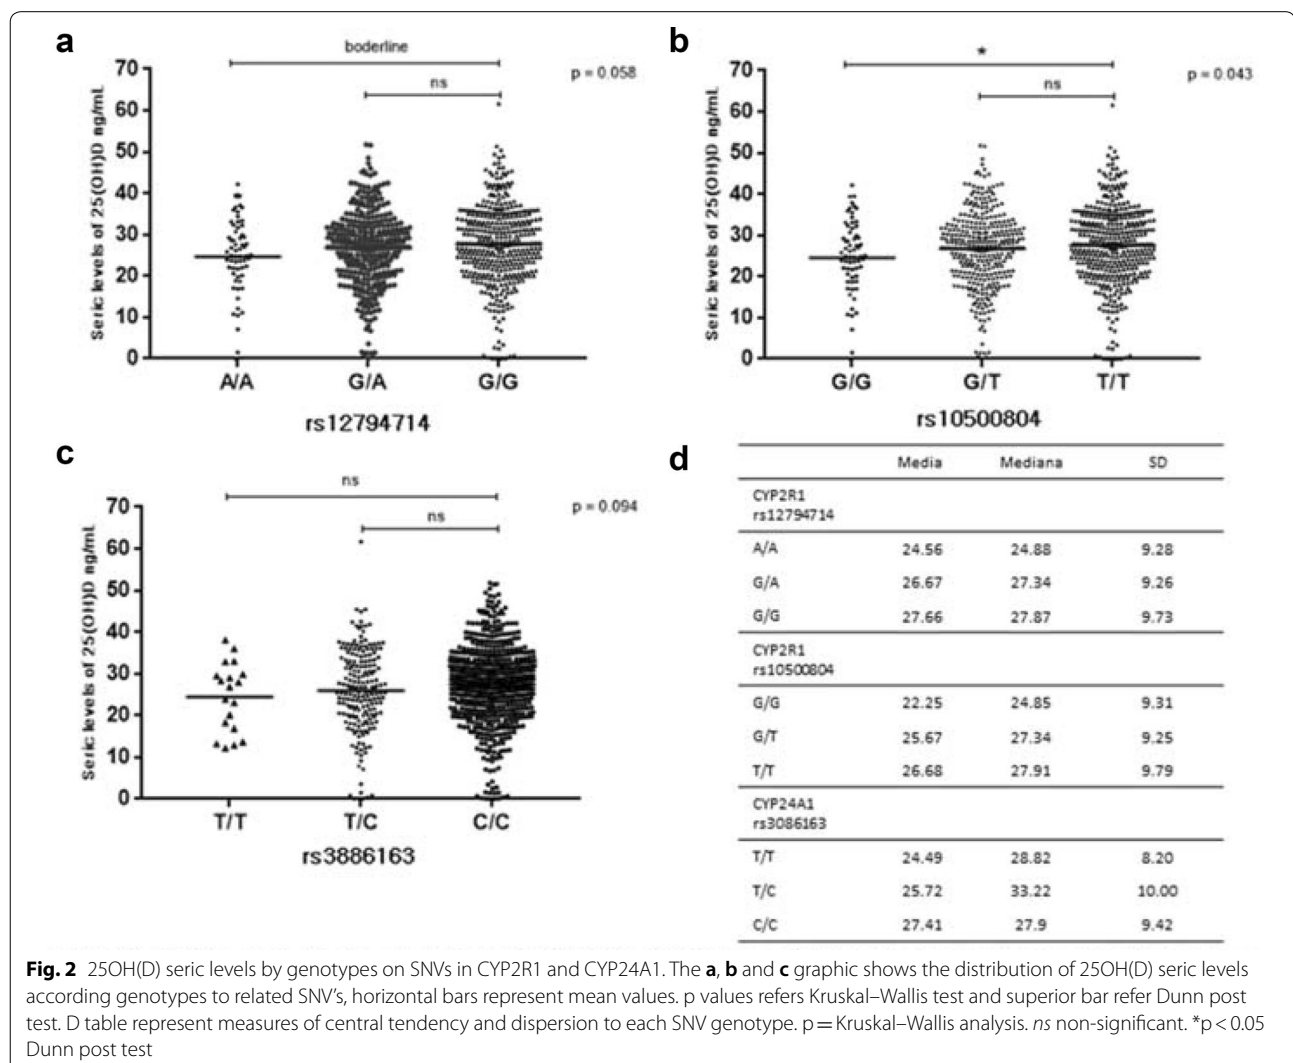 a
boderline
p = 0.058
ns
Seric levels of 25(OH)D ng/mL
70
60
50
40
30
20
10
0
A/A G/A G/G
rs12794714
b
*
p = 0.043
ns
Seric levels of 25(OH)D ng/mL
70
60
50
40
30
20
10
0
G/G G/T T/T
rs10500804
c
ns
p = 0.094
ns
Seric levels of 25(OH)D ng/mL
70
60
50
40
30
20
10
0
T/T T/C C/C
rs3886163
d
Media Mediana SD
CYP2R1
rs12794714
A/A 24.56 24.88 9.28
G/A 26.67 27.34 9.26
G/G 27.66 27.87 9.73
CYP2R1
rs10500804
G/G 22.25 24.85 9.31
G/T 25.67 27.34 9.25
T/T 26.68 27.91 9.79
CYP24A1
rs3086163
T/T 24.49 28.82 8.20
T/C 25.72 33.22 10.00
C/C 27.41 27.9 9.42
Fig. 2 25OH(D) seric levels by genotypes on SNVs in CYP2R1 and CYP24A1. The a, b and c graphic shows the distribution of 25OH(D) seric levels
according genotypes to related SNV's, horizontal bars represent mean values. p values refers Kruskal–Wallis test and superior bar refer Dunn post
test. D table represent measures of central tendency and dispersion to each SNV genotype. p = Kruskal–Wallis analysis. ns non-significant. *p < 0.05
Dunn post test